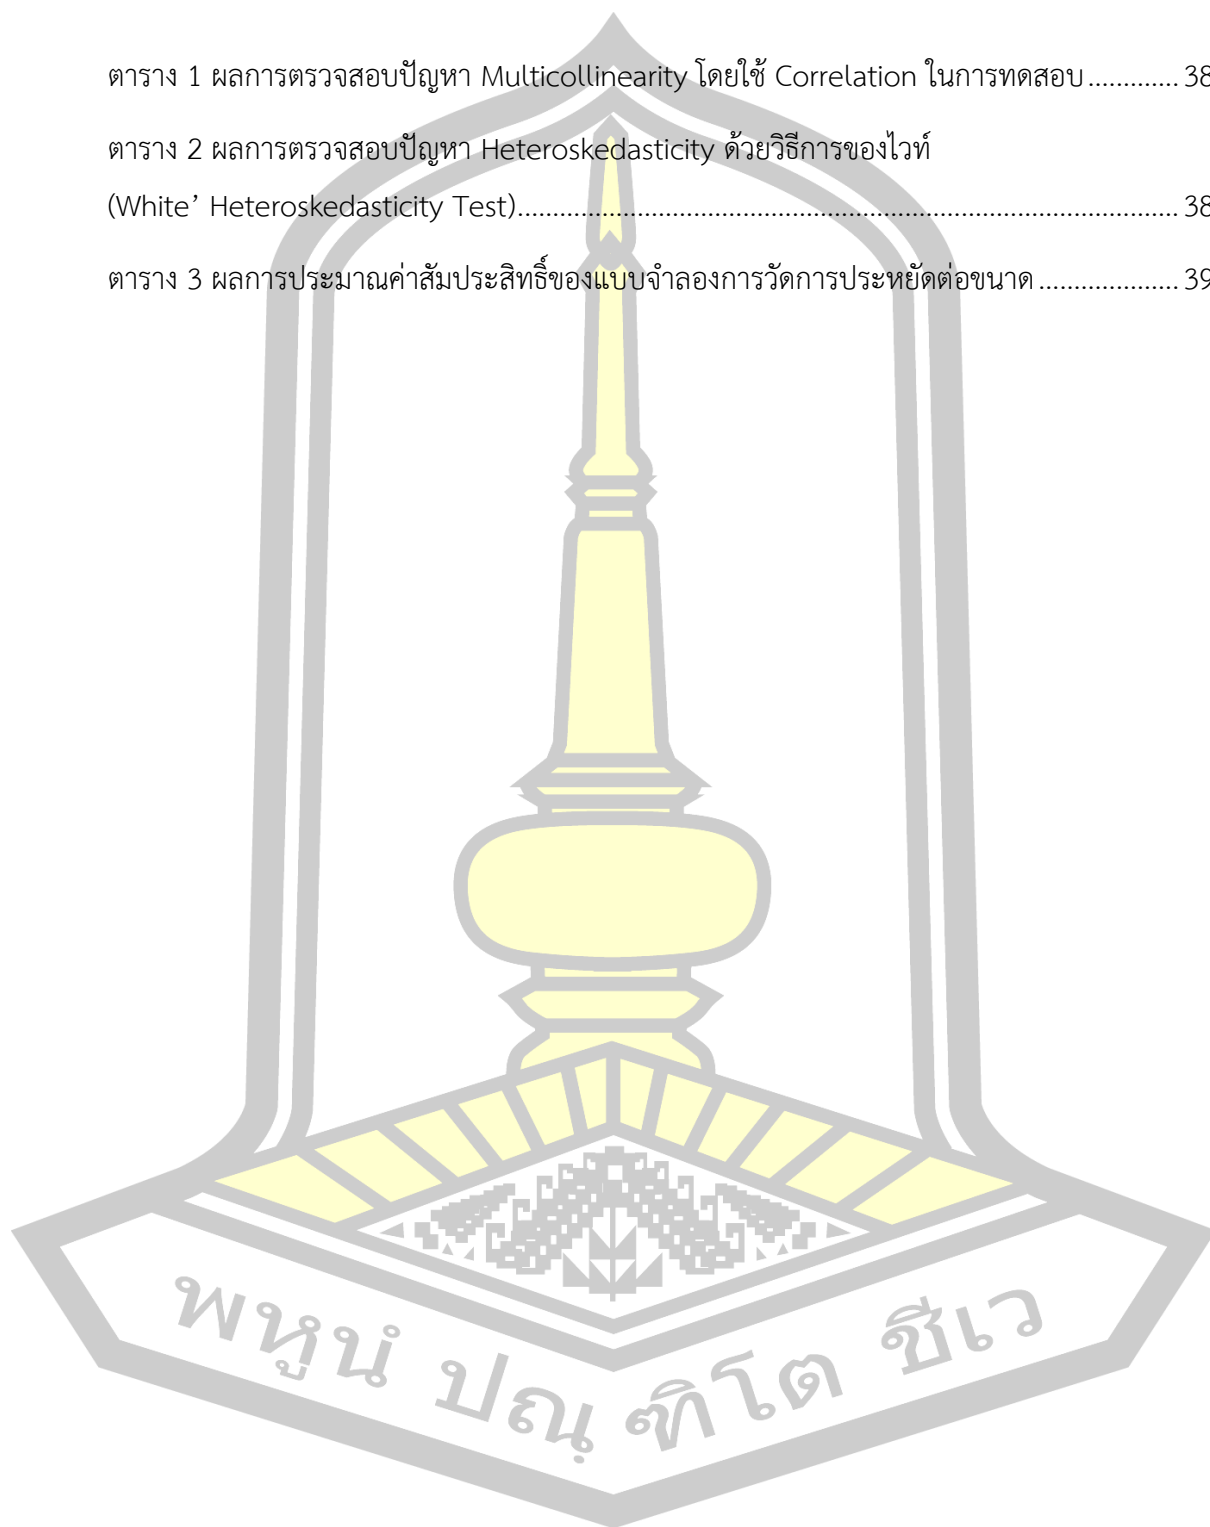 ตาราง 1 ผลการตรวจสอบปัญหา Multicollinearity โดยใช้ Correlation ในการทดสอบ ............. 38
ตาราง 2 ผลการตรวจสอบปัญหา Heteroskedasticity ด้วยวิธีการของไวท์
(White’ Heteroskedasticity Test)............................................................................................... 38
ตาราง 3 ผลการประมาณค่าสัมประสิทธิ์ของแบบจำลองการวัดการประหยัดต่อขนาด .................... 39
พหูนํ ปณฺฑิโต ชีเว